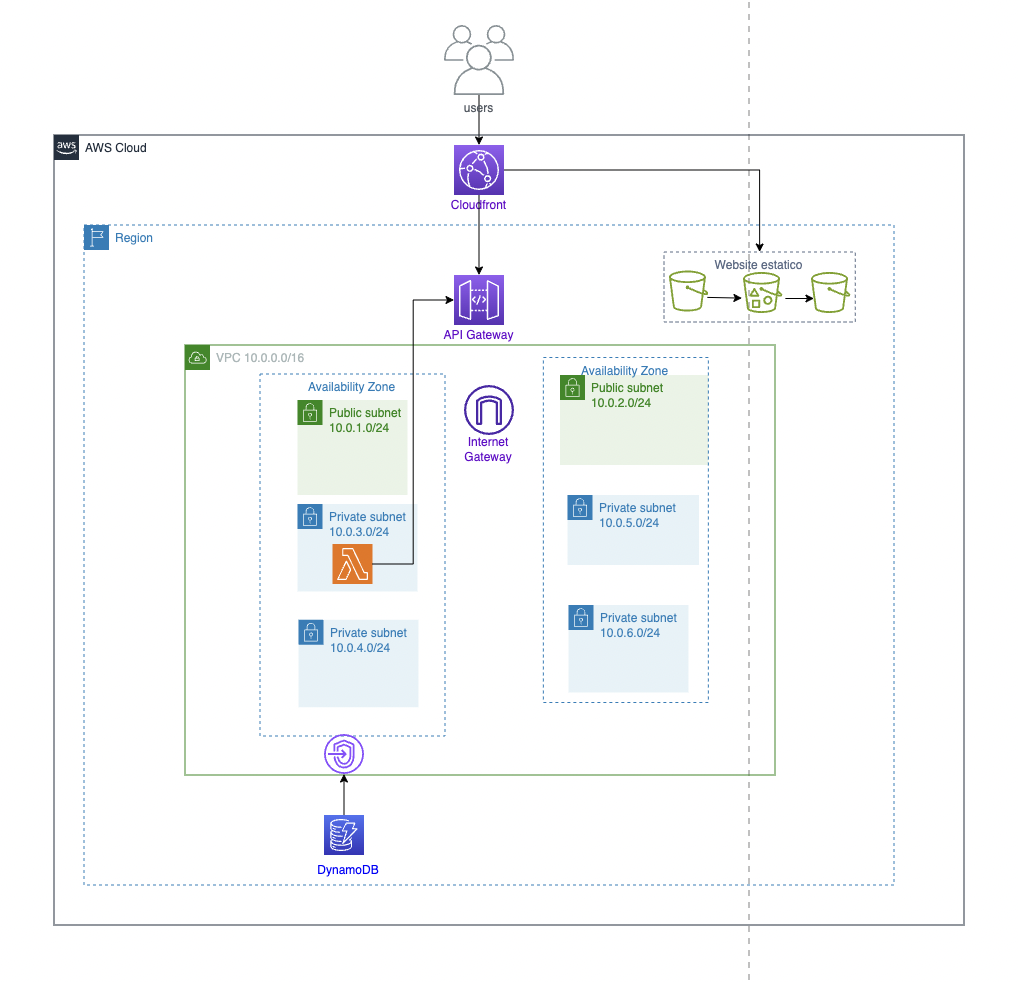 users
aws
AWS Cloud
Cloudfront
Region
Website estatico
</>
API Gateway
VPC 10.0.0.0/16
Availability Zone
Public subnet
10.0.1.0/24
Internet
Gateway
Availability Zone
Public subnet
10.0.2.0/24
Private subnet
10.0.3.0/24
Private subnet
10.0.5.0/24
Private subnet
10.0.4.0/24
Private subnet
10.0.6.0/24
DynamoDB